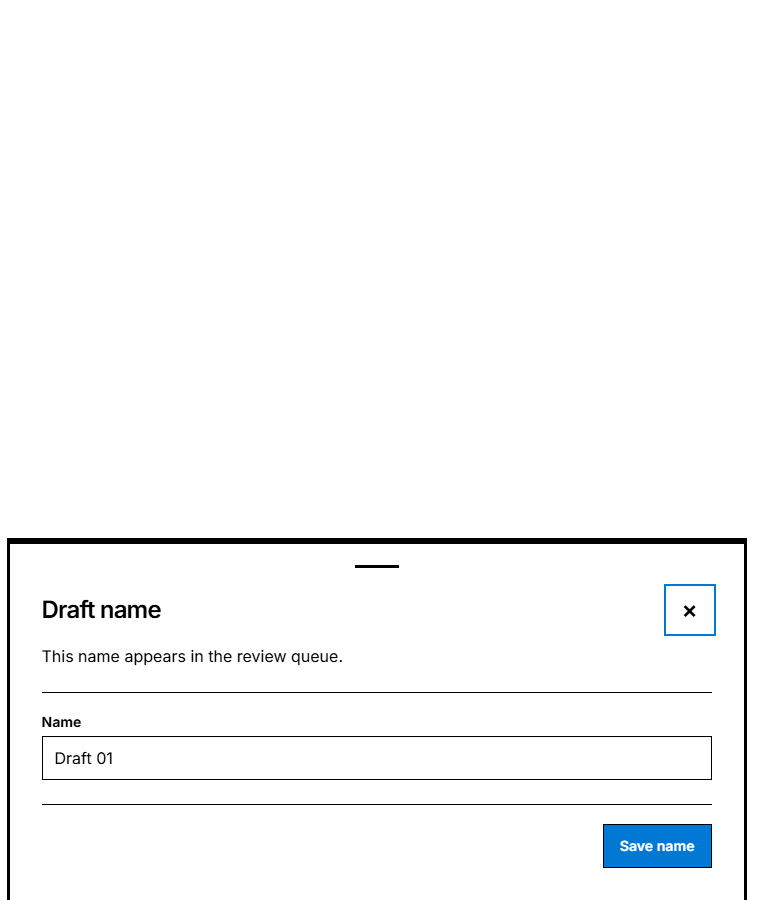 Draft name
×
This name appears in the review queue.
Name
Draft 01
Save name